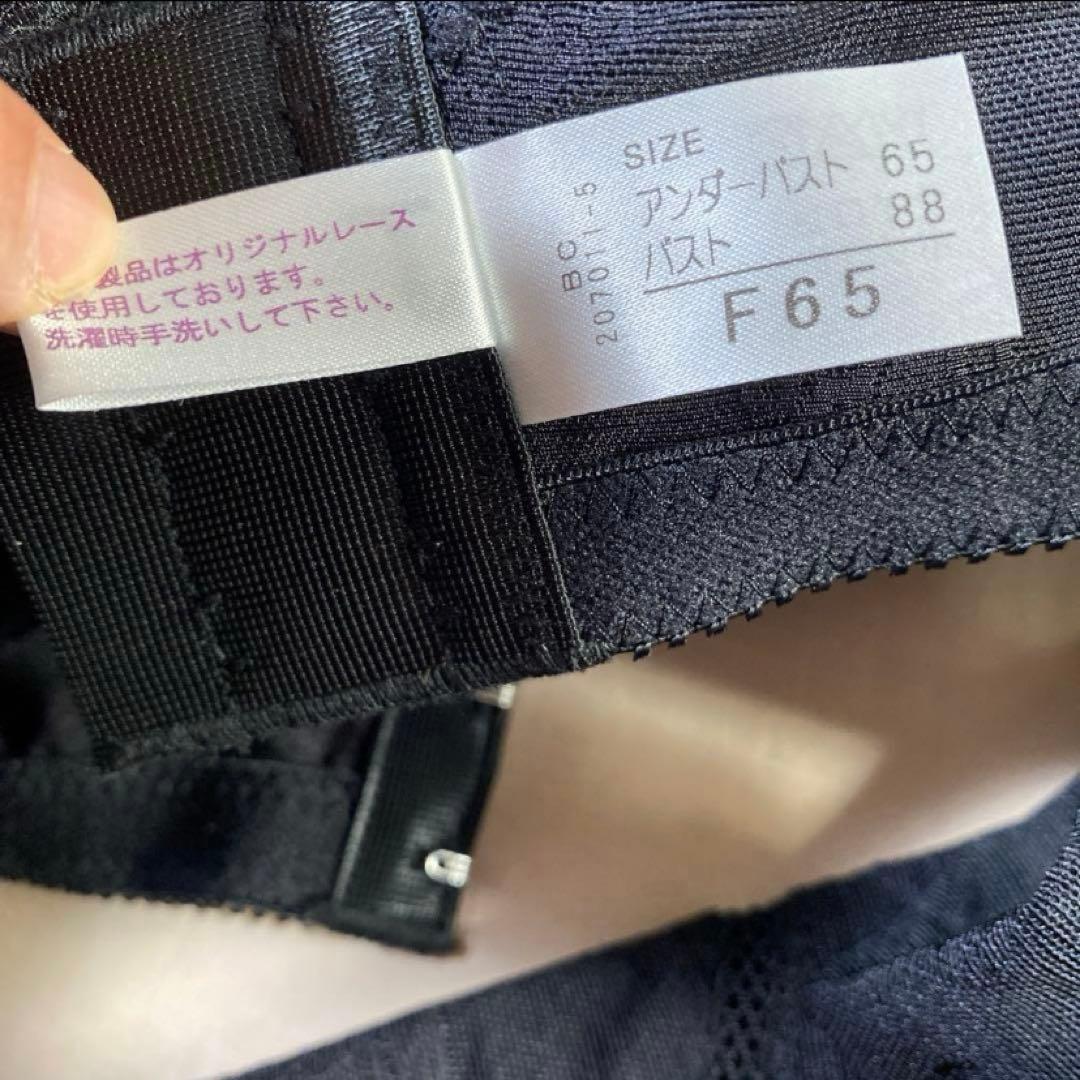 製品はオリジナルレース
を使用しております。
洗濯時手洗いして下さい。
BC
207071-5
SIZE
アンダーバスト 65
バスト 88
F65